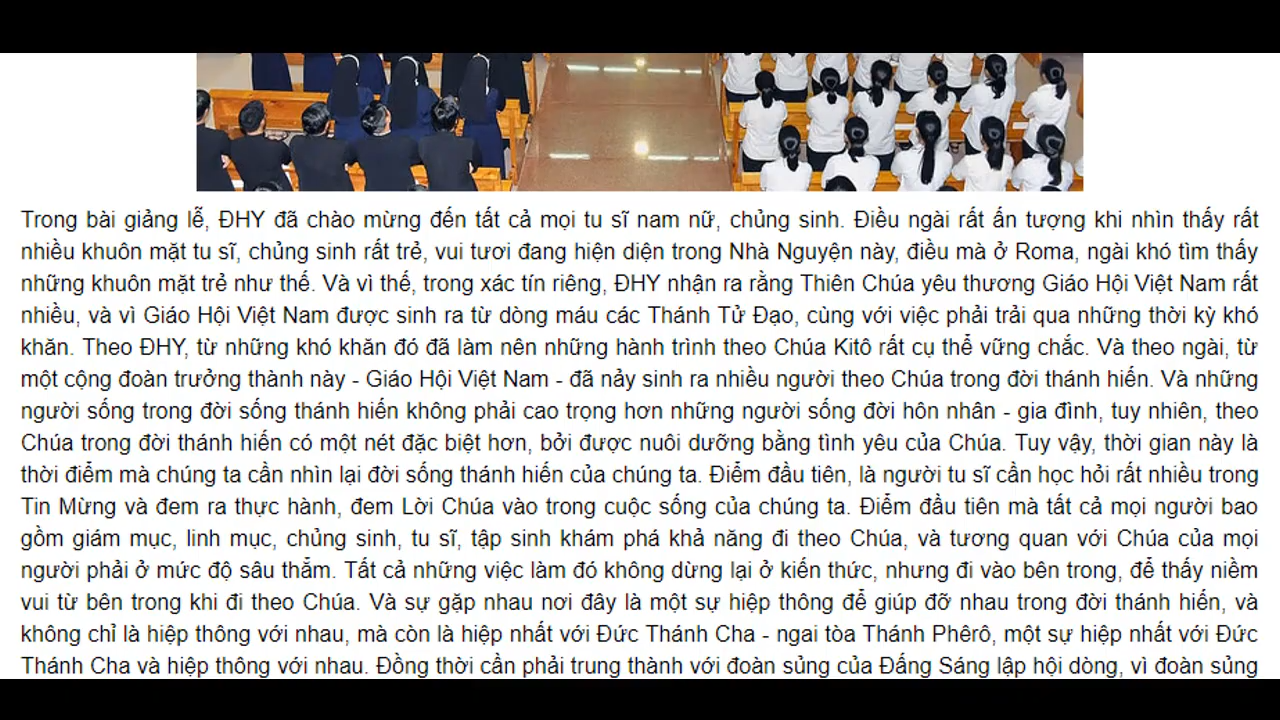 Trong bài giảng lễ, ĐHY đã chào mừng đến tất cả mọi tu sĩ nam nữ, chủng sinh. Điều ngài rất ấn tượng khi nhìn thấy rất
nhiều khuôn mặt tu sĩ, chủng sinh rất trẻ, vui tươi đang hiện diện trong Nhà Nguyện này, điều mà ở Roma, ngài khó tìm thấy
những khuôn mặt trẻ như thế. Và vì thế, trong xác tín riêng, ĐHY nhận ra rằng Thiên Chúa yêu thương Giáo Hội Việt Nam rất
nhiều, và vì Giáo Hội Việt Nam được sinh ra từ dòng máu các Thánh Tử Đạo, cùng với việc phải trải qua những thời kỳ khó
khăn. Theo ĐHY, từ những khó khăn đó đã làm nên những hành trình theo Chúa Kitô rất cụ thể vững chắc. Và theo ngài, từ
một cộng đoàn trưởng thành này - Giáo Hội Việt Nam - đã nảy sinh ra nhiều người theo Chúa trong đời thánh hiến. Và những
người sống trong đời sống thánh hiến không phải cao trọng hơn những người sống đời hôn nhân - gia đình, tuy nhiên, theo
Chúa trong đời thánh hiến có một nét đặc biệt hơn, bởi được nuôi dưỡng bằng tình yêu của Chúa. Tuy vậy, thời gian này là
thời điểm mà chúng ta cần nhìn lại đời sống thánh hiến của chúng ta. Điểm đầu tiên, là người tu sĩ cần học hỏi rất nhiều trong
Tin Mừng và đem ra thực hành, đem Lời Chúa vào trong cuộc sống của chúng ta. Điểm đầu tiên mà tất cả mọi người bao
gồm giám mục, linh mục, chủng sinh, tu sĩ, tập sinh khám phá khả năng đi theo Chúa, và tương quan với Chúa của mọi
người phải ở mức độ sâu thẳm. Tất cả những việc làm đó không dừng lại ở kiến thức, nhưng đi vào bên trong, để thấy niềm
vui từ bên trong khi đi theo Chúa. Và sự gặp nhau nơi đây là một sự hiệp thông để giúp đỡ nhau trong đời thánh hiến, và
không chỉ là hiệp thông với nhau, mà còn là hiệp nhất với Đức Thánh Cha - ngai tòa Thánh Phêrô, một sự hiệp nhất với Đức
Thánh Cha và hiệp thông với nhau. Đồng thời cần phải trung thành với đoàn sủng của Đấng Sáng lập hội dòng, vì đoàn sủng